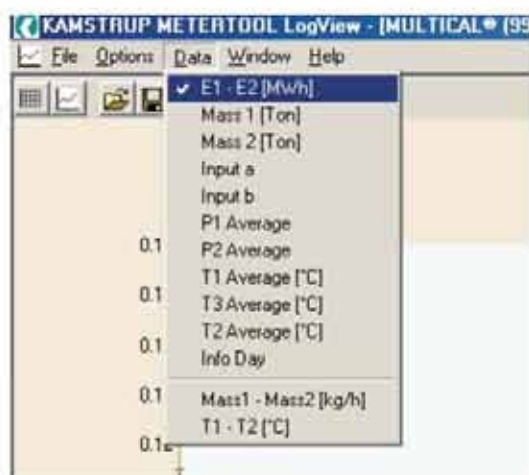 KAMSTRUP METERTOOL LogView - [MULTICAL® (95
File Options Data Window Help
✓ E1 - E2 [MWh]
Mass 1 [Ton]
Mass 2 [Ton]
Input a
Input b
P1 Average
P2 Average
T1 Average [°C]
T3 Average [°C]
T2 Average [°C]
Info Day
Mass1 - Mass2 [kg/h]
T1 - T2 [°C]
0.1
0.1
0.1
0.1
0.1